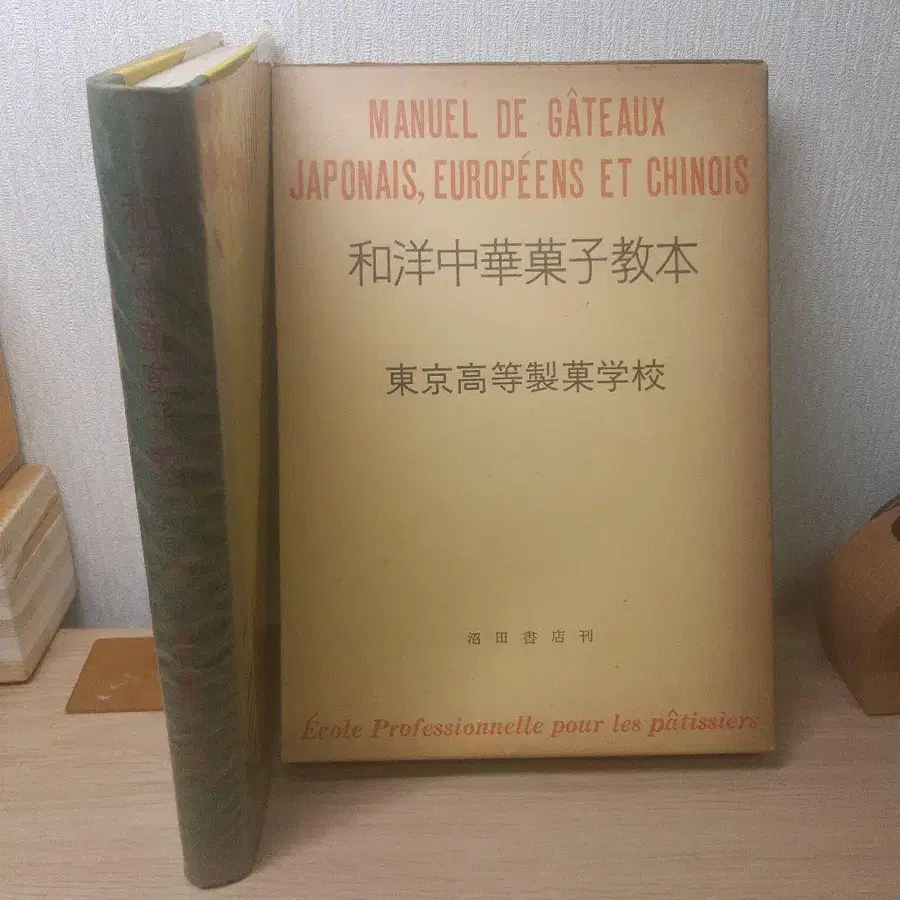 MANUEL DE GÂTEAUX
JAPONAIS, EUROPÉENS ET CHINOIS
和洋中華菓子教本
東京高等製菓学校
沼田書店刊
École Professionnelle pour les pâtissiers